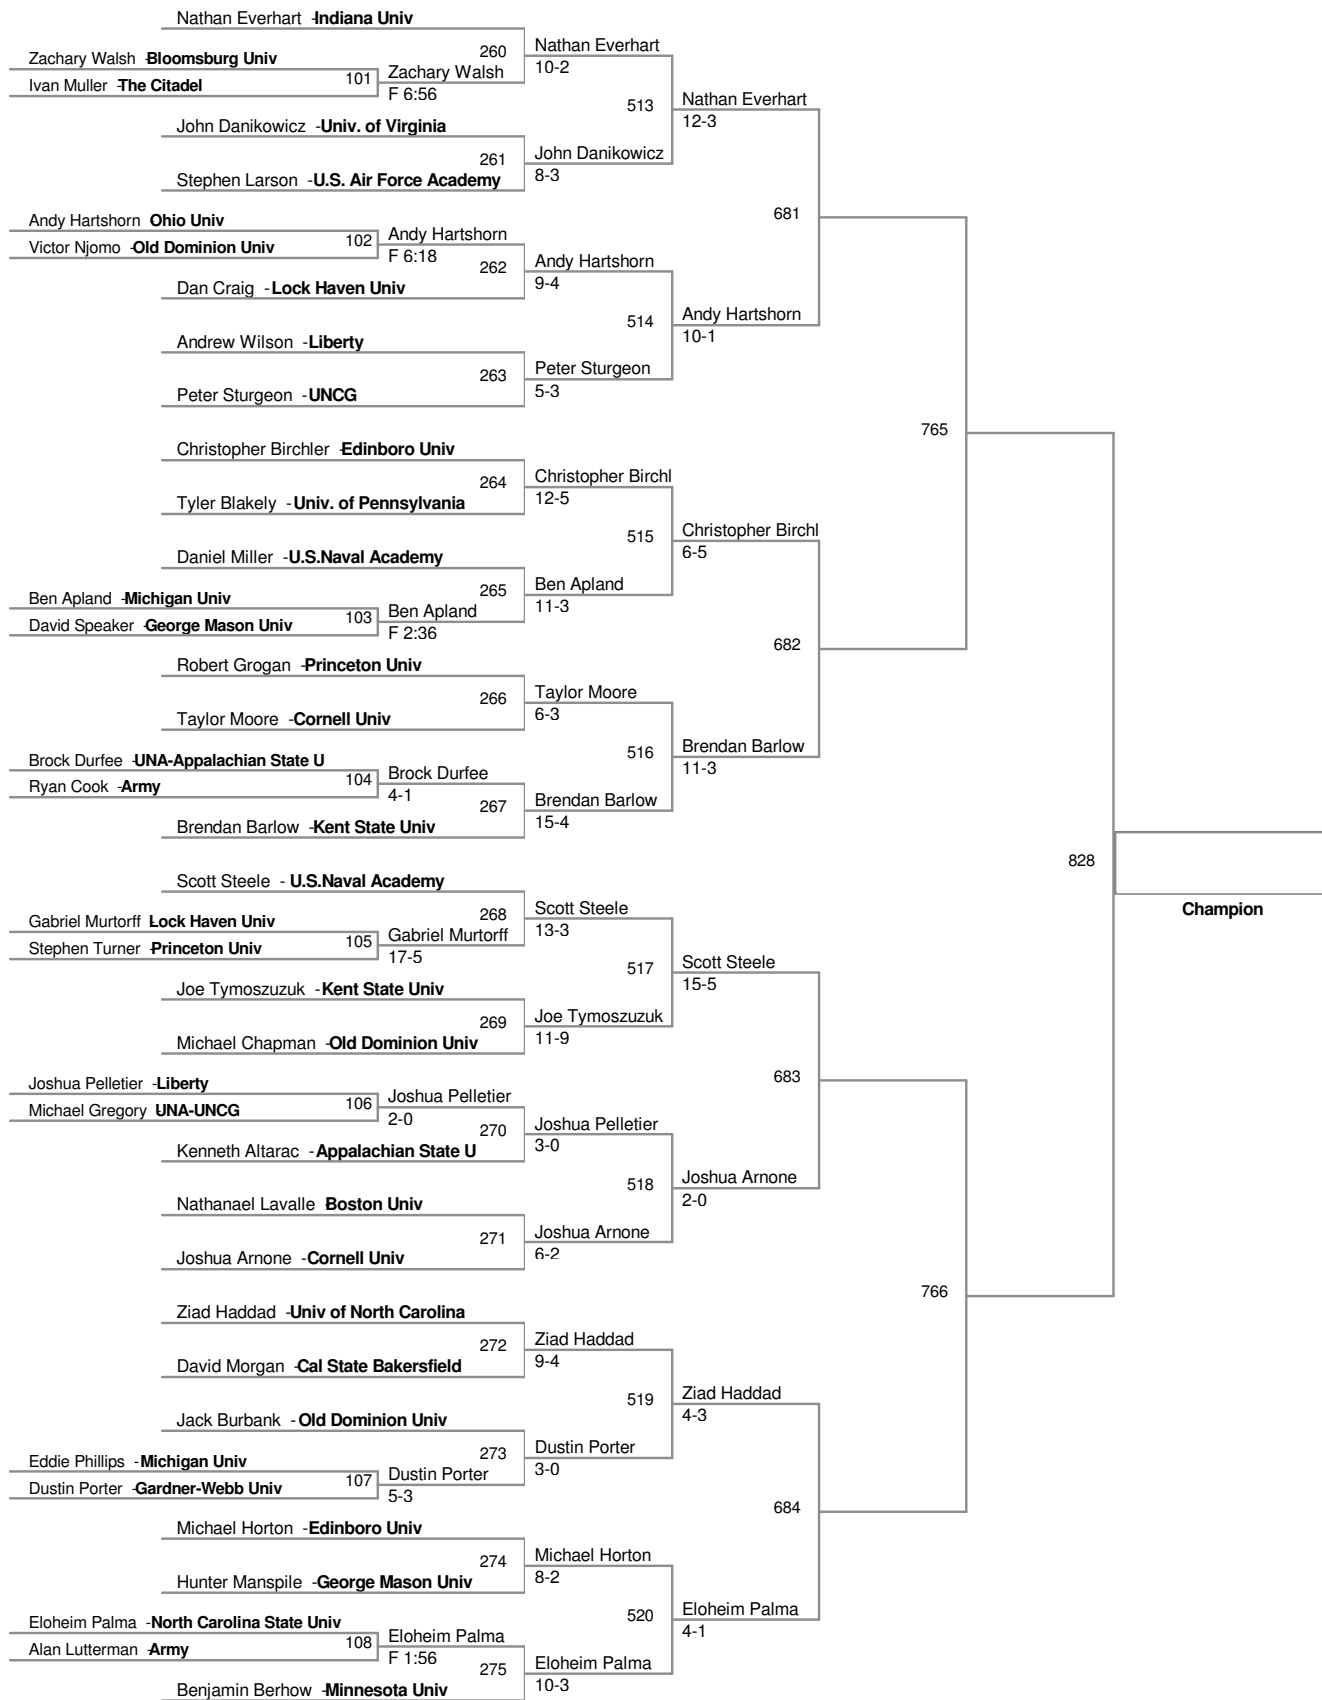 Nathan Everhart -Indiana Univ
260 Nathan Everhart
Zachary Walsh -Bloomsburg Univ
10-2
101 Zachary Walsh
Ivan Muller -The Citadel
F 6:56
513 Nathan Everhart
12-3
John Danikowicz -Univ. of Virginia
261 John Danikowicz
8-3
Stephen Larson -U.S. Air Force Academy
681
Andy Hartshorn -Ohio Univ
102 Andy Hartshorn
Victor Njomo -Old Dominion Univ
F 6:18
262 Andy Hartshorn
9-4
Dan Craig -Lock Haven Univ
514 Andy Hartshorn
10-1
Andrew Wilson -Liberty
263 Peter Sturgeon
5-3
Peter Sturgeon -UNCG
765
Christopher Birchler -Edinboro Univ
264 Christopher Birchl
12-5
Tyler Blakely -Univ. of Pennsylvania
515 Christopher Birchl
6-5
Daniel Miller -U.S.Naval Academy
265 Ben Apland
11-3
Ben Apland -Michigan Univ
103 Ben Apland
David Speaker -George Mason Univ
F 2:36
682
Robert Grogan -Princeton Univ
266 Taylor Moore
6-3
Taylor Moore -Cornell Univ
516 Brendan Barlow
11-3
Brock Durfee -UNA-Appalachian State U
104 Brock Durfee
Ryan Cook -Army
4-1
267 Brendan Barlow
15-4
Brendan Barlow -Kent State Univ
828
Champion
Scott Steele -U.S.Naval Academy
268 Scott Steele
13-3
Gabriel Murtorff -Lock Haven Univ
105 Gabriel Murtorff
Stephen Turner -Princeton Univ
17-5
517 Scott Steele
15-5
Joe Tymoszuzuk -Kent State Univ
269 Joe Tymoszuzuk
11-9
Michael Chapman -Old Dominion Univ
683
Joshua Pelletier -Liberty
106 Joshua Pelletier
Michael Gregory -UNA-UNCG
2-0
270 Joshua Pelletier
3-0
Kenneth Altarac -Appalachian State U
518 Joshua Arnone
2-0
Nathanael Lavalle -Boston Univ
271 Joshua Arnone
6-2
Joshua Arnone -Cornell Univ
766
Ziad Haddad -Univ of North Carolina
272 Ziad Haddad
9-4
David Morgan -Cal State Bakersfield
519 Ziad Haddad
4-3
Jack Burbank -Old Dominion Univ
273 Dustin Porter
3-0
Eddie Phillips -Michigan Univ
107 Dustin Porter
Dustin Porter -Gardner-Webb Univ
5-3
684
Michael Horton -Edinboro Univ
274 Michael Horton
8-2
Hunter Manspile -George Mason Univ
520 Eloheim Palma
4-1
Eloheim Palma -North Carolina State Univ
108 Eloheim Palma
Alan Lutterman -Army
F 1:56
275 Eloheim Palma
10-3
Benjamin Berhow -Minnesota Univ